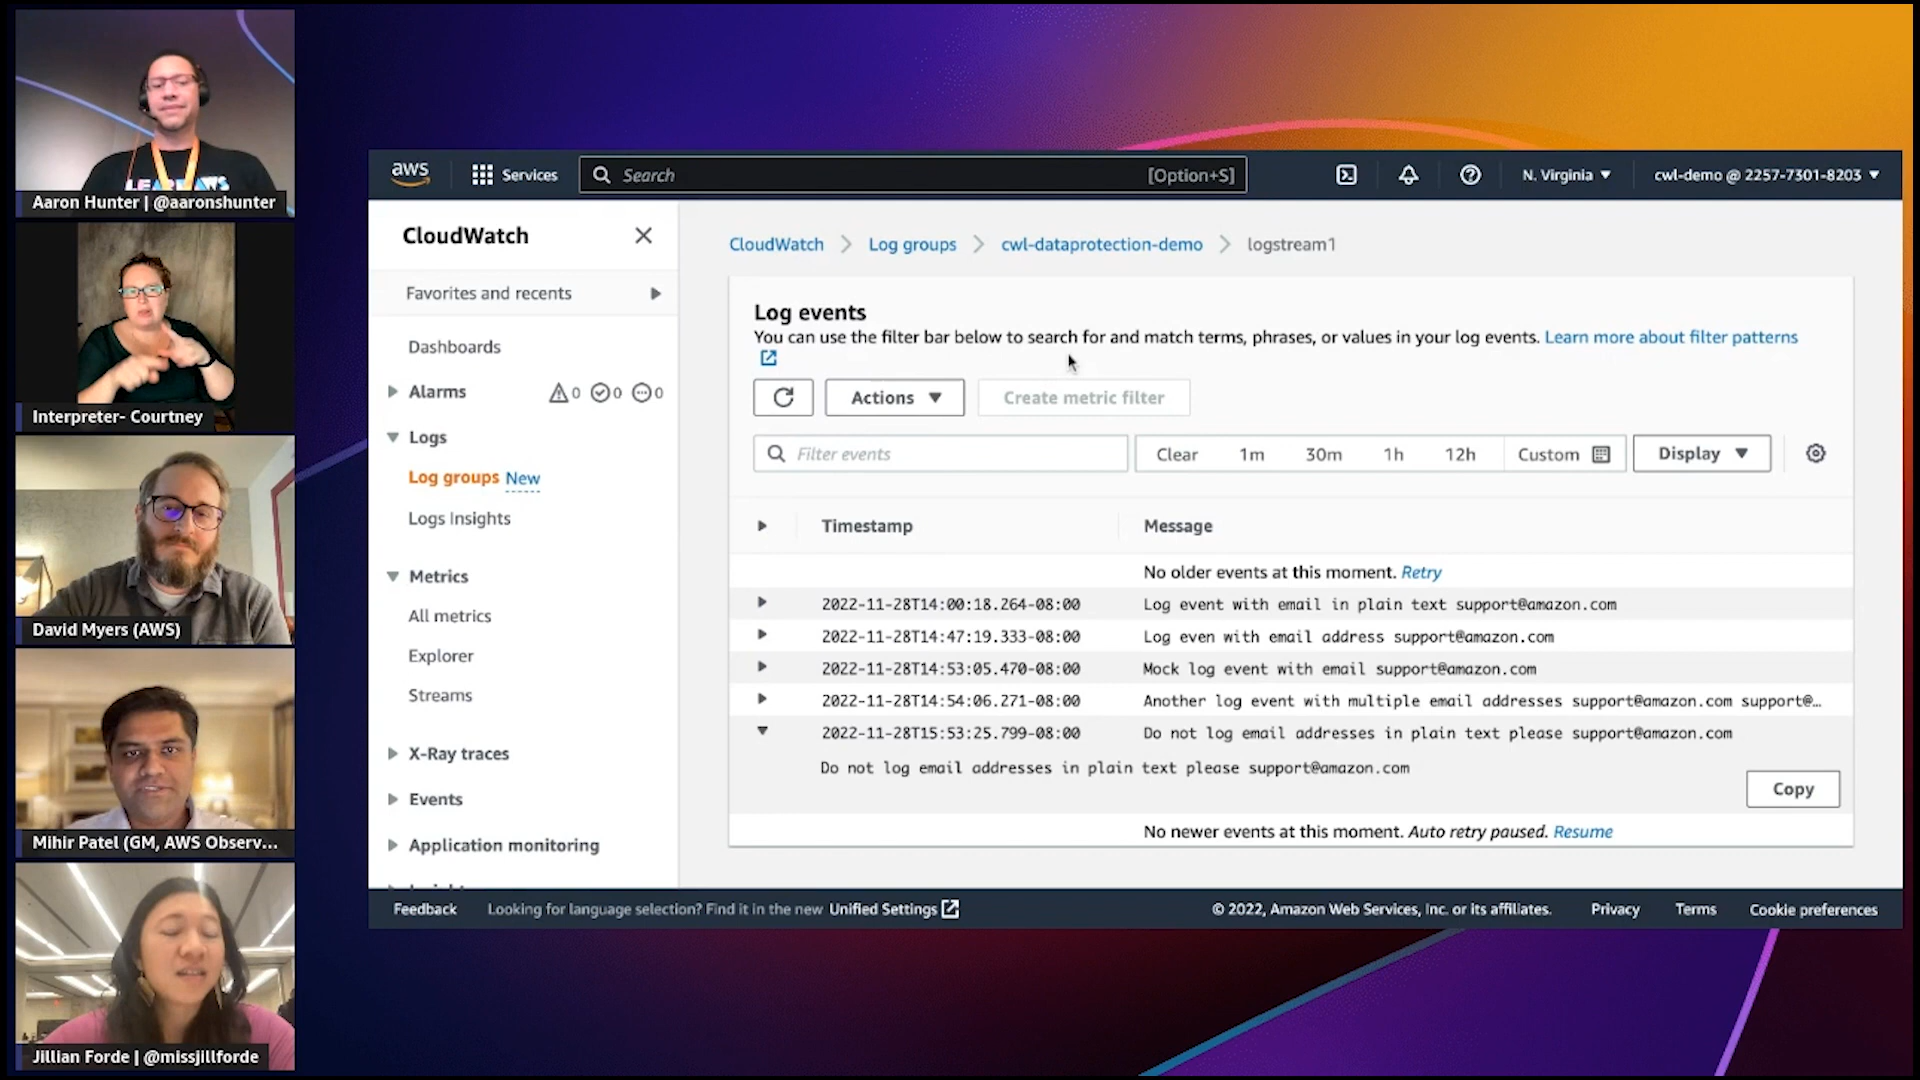 Aaron Hunter | @aaronshunter
Interpreter- Courtney
David Myers (AWS)
Mihir Patel (GM, AWS Observ...
Jillian Forde | @missjillforde
aws
Services
Search
[Option+S]
N. Virginia
cwl-demo @ 2257-7301-8203
CloudWatch
Favorites and recents
Dashboards
Alarms
0
0
0
Logs
Log groups New
Logs Insights
Metrics
All metrics
Explorer
Streams
X-Ray traces
Events
Application monitoring
CloudWatch
Log groups
cwl-dataprotection-demo
logstream1
Log events
You can use the filter bar below to search for and match terms, phrases, or values in your log events. Learn more about filter patterns
Actions
Create metric filter
Filter events
Clear
1m
30m
1h
12h
Custom
Display
Timestamp
Message
No older events at this moment. Retry
2022-11-28T14:00:18.264-08:00 Log event with email in plain text support@amazon.com
2022-11-28T14:47:19.333-08:00 Log even with email address support@amazon.com
2022-11-28T14:53:05.470-08:00 Mock log event with email support@amazon.com
2022-11-28T14:54:06.271-08:00 Another log event with multiple email addresses support@amazon.com support@...
2022-11-28T15:53:25.799-08:00 Do not log email addresses in plain text please support@amazon.com
Do not log email addresses in plain text please support@amazon.com
Copy
No newer events at this moment. Auto retry paused. Resume
Feedback
Looking for language selection? Find it in the new Unified Settings
© 2022, Amazon Web Services, Inc. or its affiliates.
Privacy
Terms
Cookie preferences